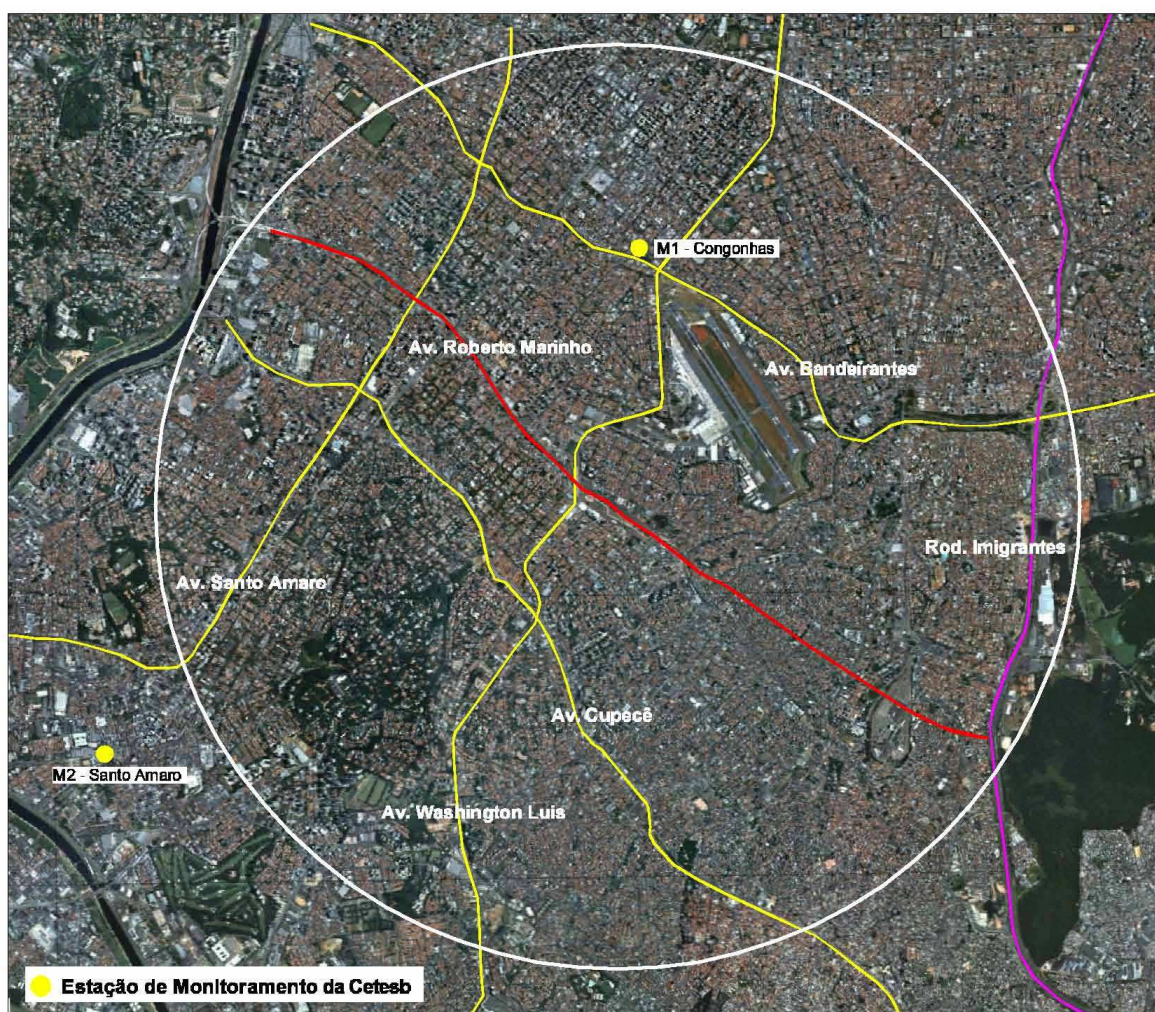 M1 - Congonhas
Av. Roberto Marinho
Av. Bandeirantes
Rod. Imigrantes
Av. Santo Amaro
Av. Cupecê
M2 - Santo Amaro
Av. Washington Luis
Estação de Monitoramento da Cetesb